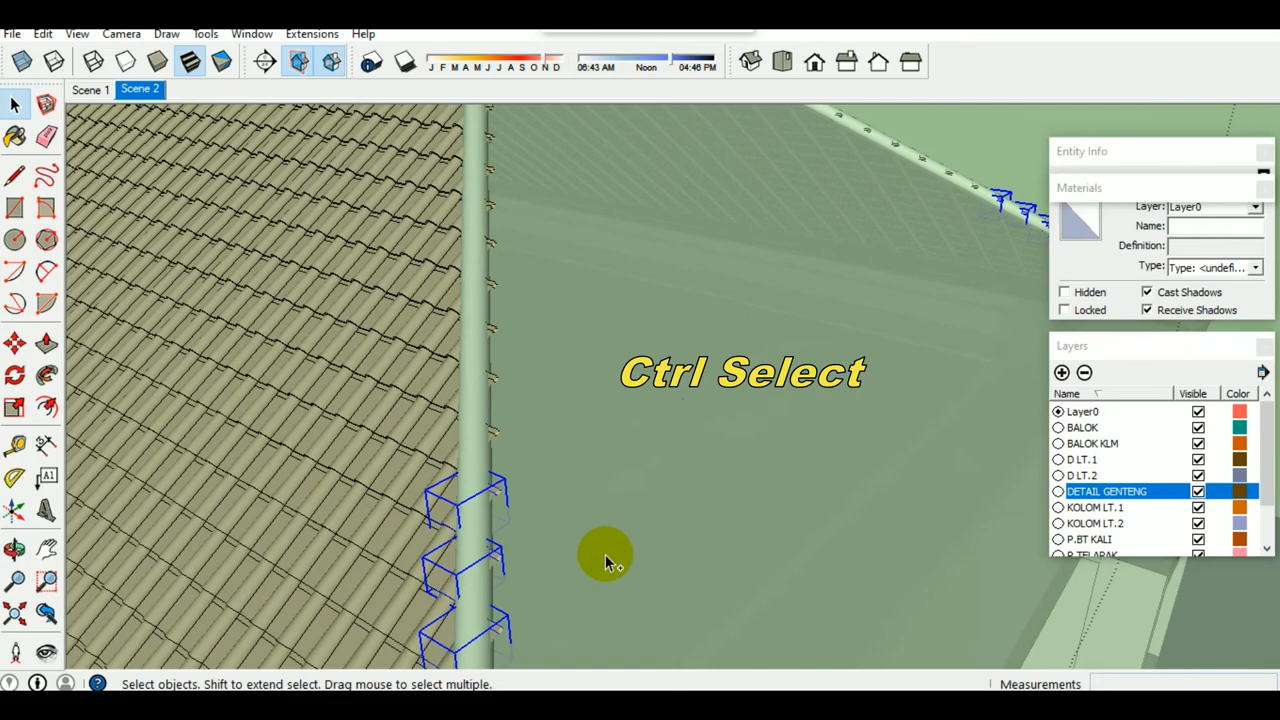 File Edit View Camera Draw Tools Window Extensions Help
J F M A M J J A S O N D
06:43 AM Noon 04:46 PM
Scene 1 Scene 2
Entity Info
Materials
Layer: Layer0
Name:
Definition:
Type: Type: <undefi...
Hidden Cast Shadows
Locked Receive Shadows
Ctrl Select
Layers
Name Visible Color
Layer0
BALOK
BALOK KLM
D LT.1
D LT.2
DETAIL GENTENG
KOLOM LT.1
KOLOM LT.2
P.BT KALI
A1
Select objects. Shift to extend select. Drag mouse to select multiple.
Measurements